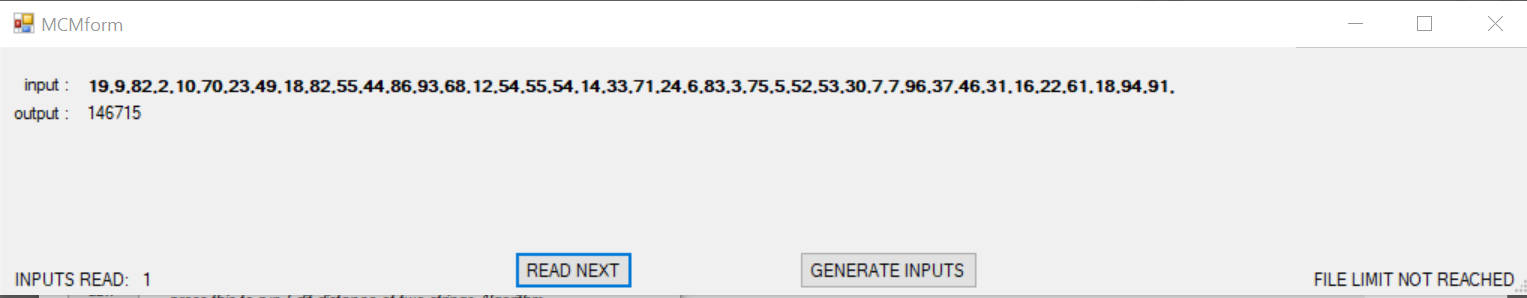 MCMform
input : 19.9.82.2.10.70.23.49.18.82.55.44.86.93.68.12.54.55.54.14.33.71.24.6.83.3.75.5.52.53.30.7.7.96.37.46.31.16.22.61.18.94.91.
output : 146715
READ NEXT GENERATE INPUTS
INPUTS READ: 1 FILE LIMIT NOT REACHED